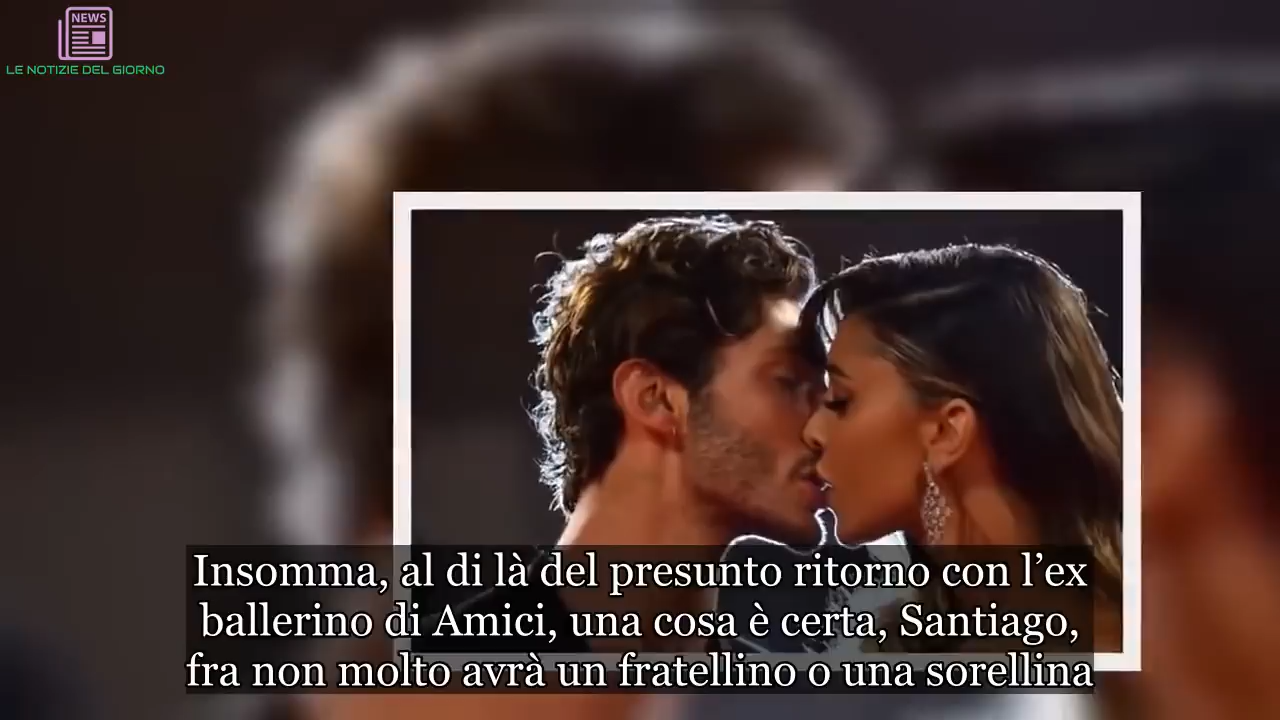 NEWS
LE NOTIZIE DEL GIORNO
Insomma, al di là del presunto ritorno con l’ex
ballerino di Amici, una cosa è certa, Santiago,
fra non molto avrà un fratellino o una sorellina